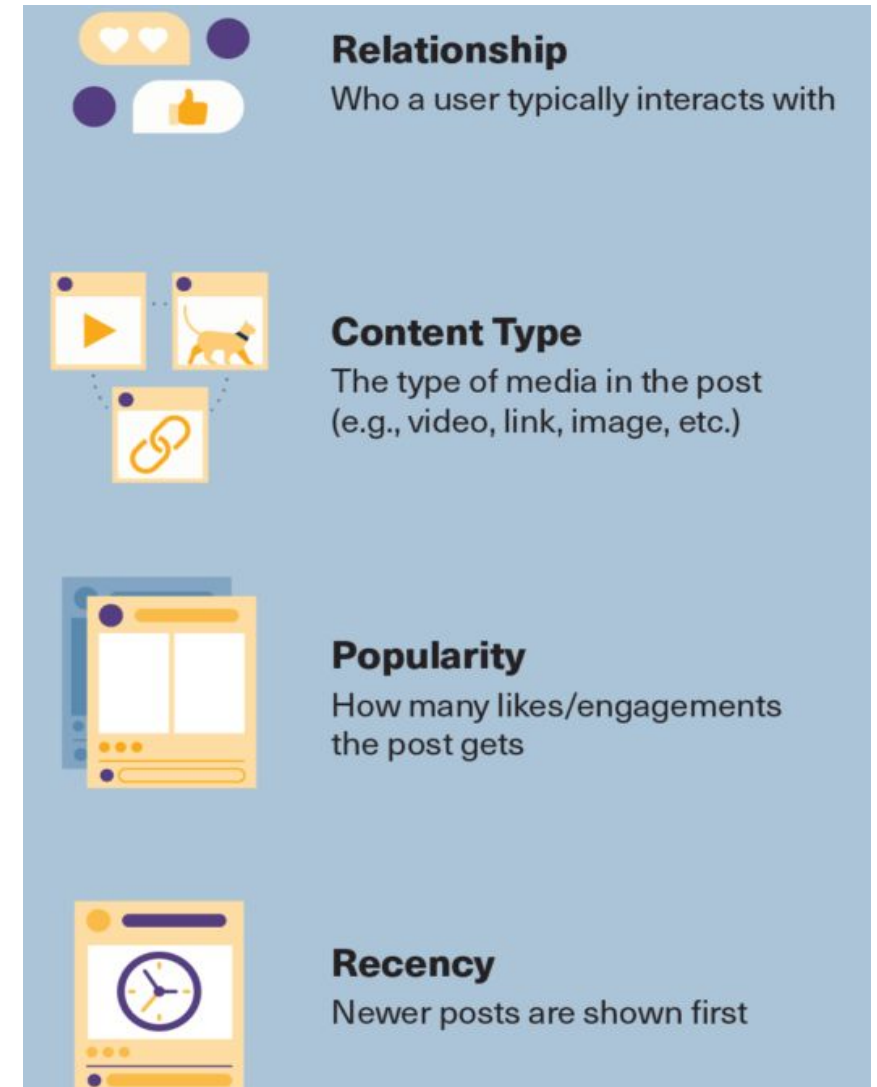 Relationship
Who a user typically interacts with
Content Type
The type of media in the post
(e.g., video, link, image, etc.)
Popularity
How many likes/engagements
the post gets
Recency
Newer posts are shown first